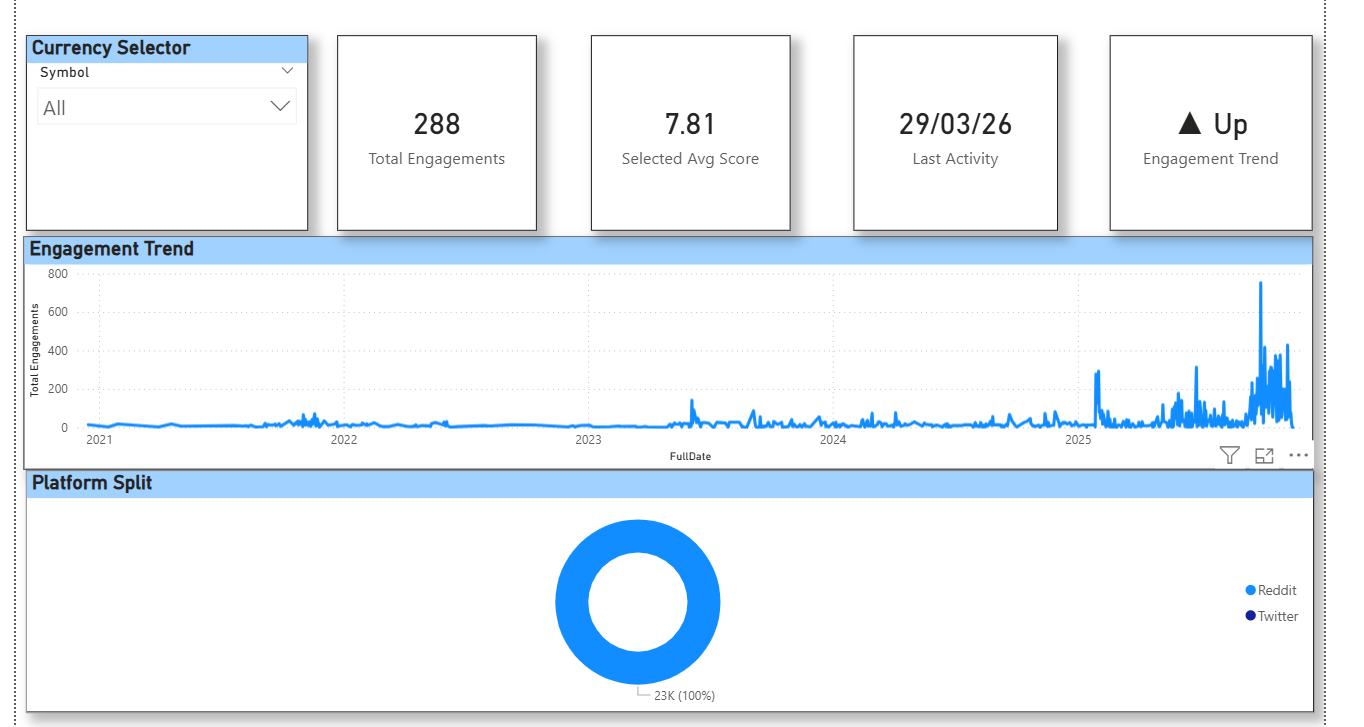 Currency Selector
Symbol
All
288
Total Engagements
7.81
Selected Avg Score
29/03/26
Last Activity
▲ Up
Engagement Trend
Engagement Trend
Total Engagements
800
600
400
200
0
2021 2022 2023 2024 2025
FullDate
Platform Split
Reddit
Twitter
23K (100%)